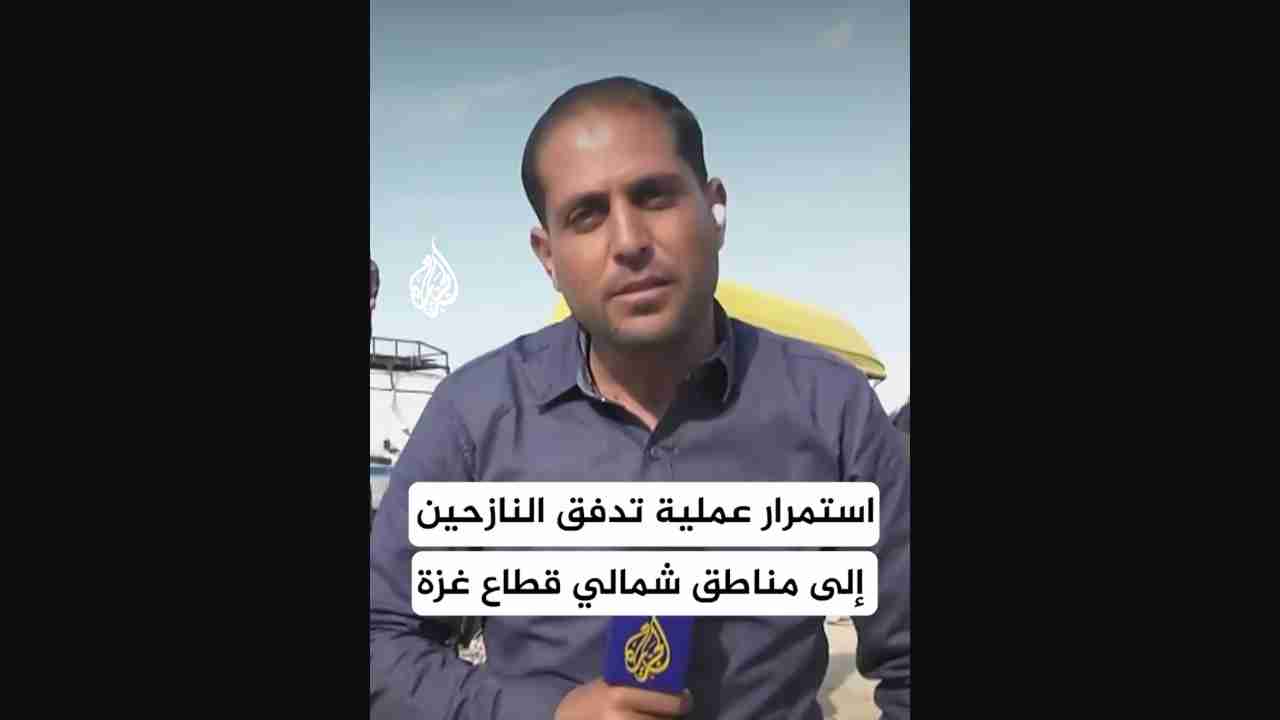 استمرار عملية تدفق النازحين
إلى مناطق شمالي قطاع غزة